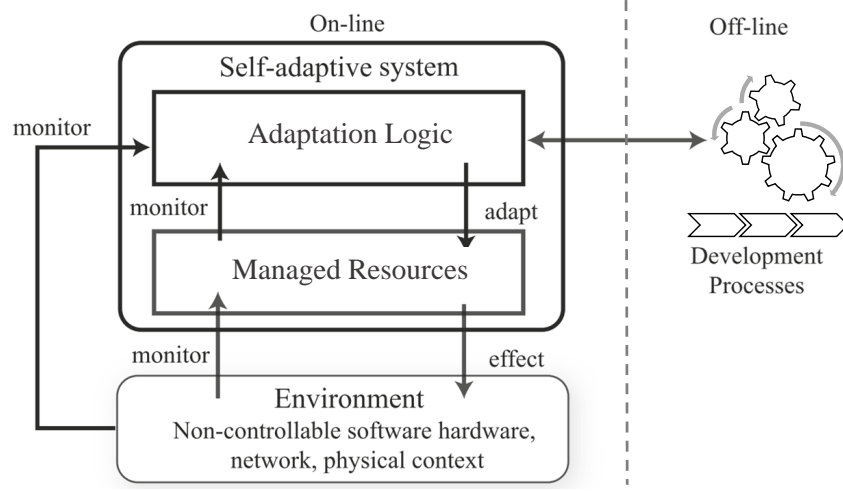 On-line
Off-line
Self-adaptive system
monitor
Adaptation Logic
monitor
adapt
Managed Resources
Development
Processes
monitor
effect
Environment
Non-controllable software hardware,
network, physical context